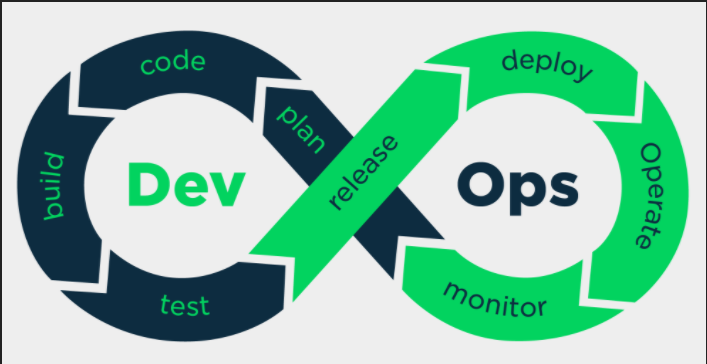 code
deploy
plan
release
build
Dev
Ops
Operate
test
monitor